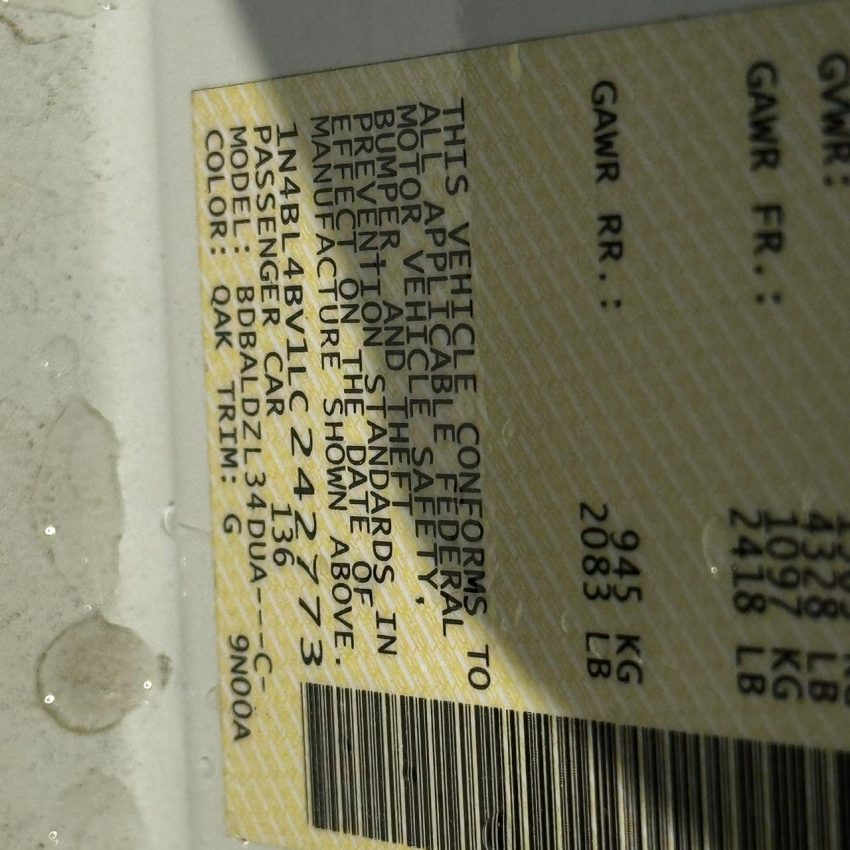 GVWR:
4328 LB
GAWR FR.: 1097 KG
2418 LB
GAWR RR.: 945 KG
2083 LB
THIS VEHICLE CONFORMS TO
ALL APPLICABLE FEDERAL
MOTOR VEHICLE SAFETY,
BUMPER, AND THEFT
PREVENTION STANDARDS IN
EFFECT ON THE DATE OF
MANUFACTURE SHOWN ABOVE.
1N4BL4BV1LC242773
PASSENGER CAR 136
MODEL: BDBALDZL34DUA---C-
COLOR: QAK TRIM: G 9N00A